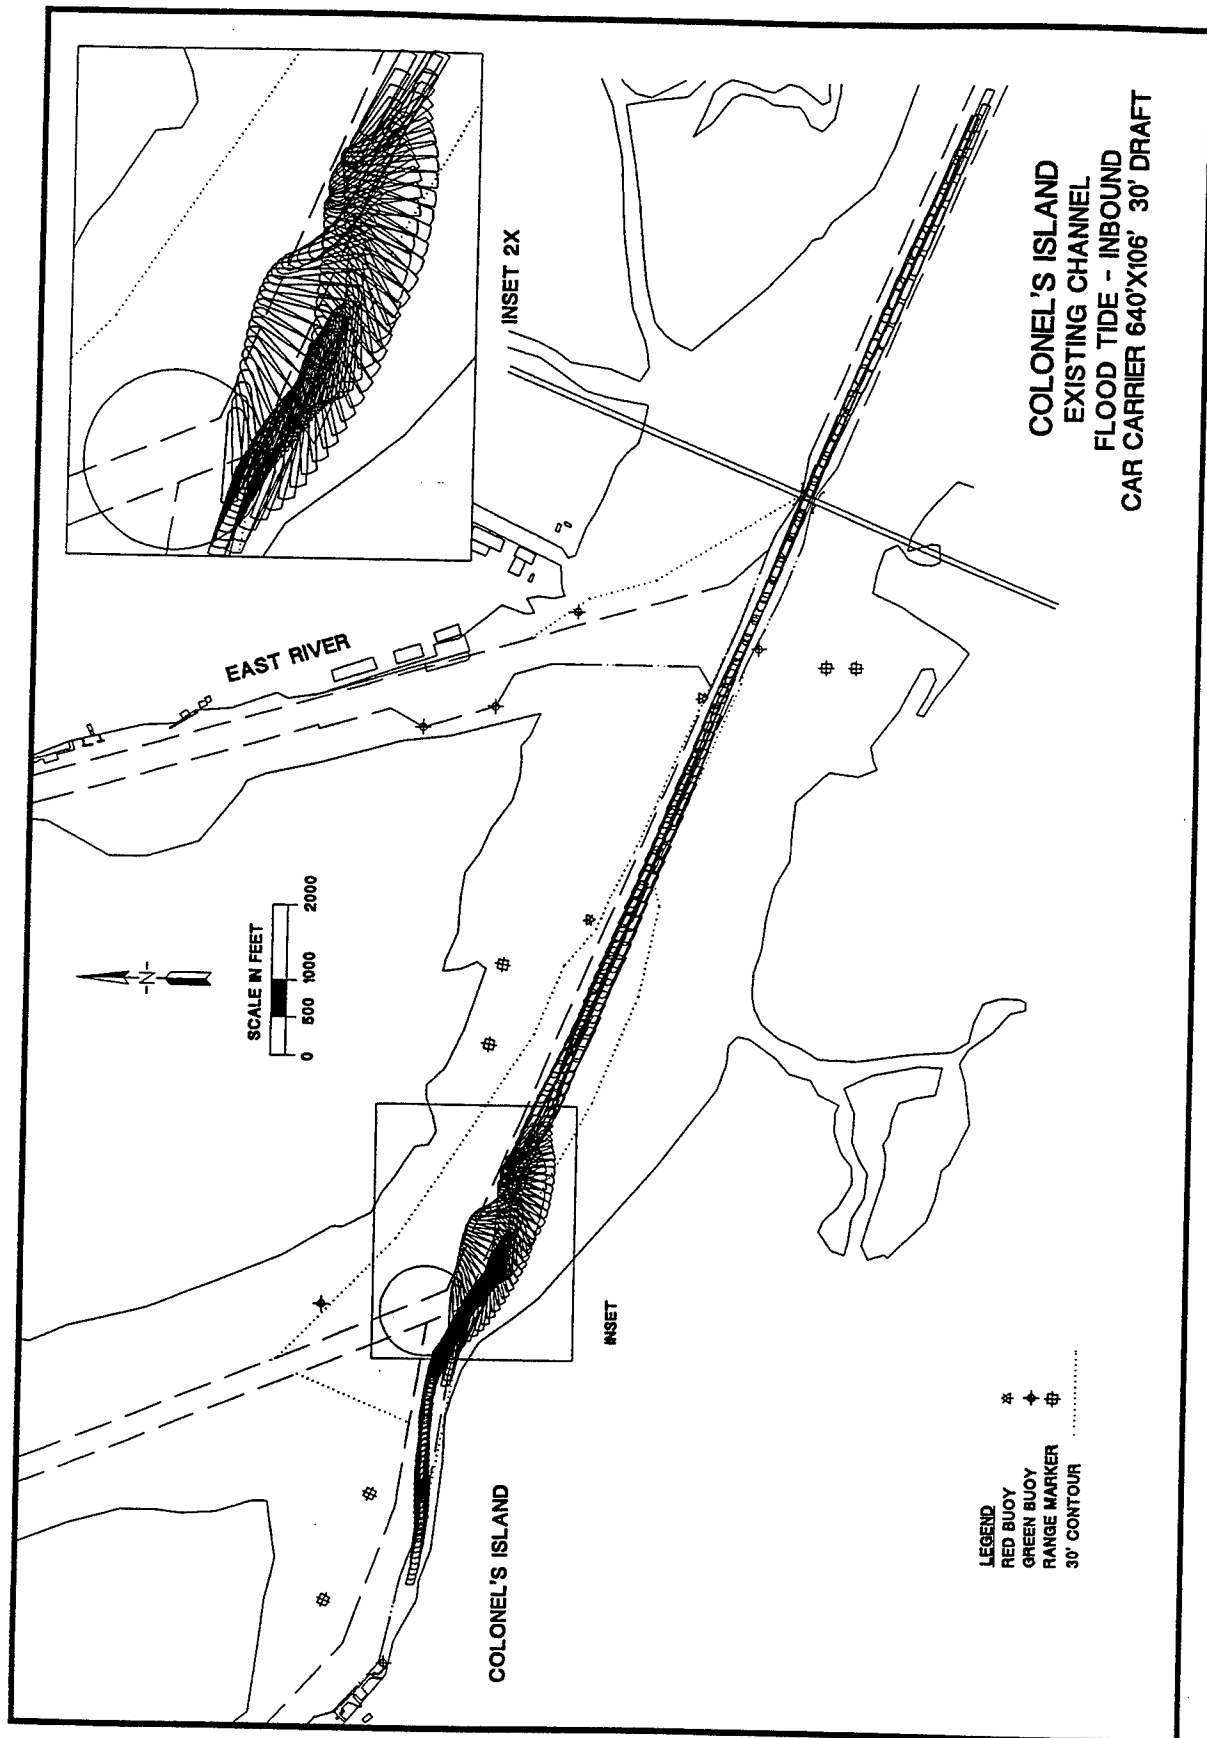 COLONEL'S ISLAND
EXISTING CHANNEL
FLOOD TIDE - INBOUND
CAR CARRIER 640'X106' 30' DRAFT
INSET 2X
EAST RIVER
-N-
SCALE IN FEET
0 500 1000 2000
INSET
COLONEL'S ISLAND
LEGEND
RED BUOY
GREEN BUOY
RANGE MARKER
30' CONTOUR